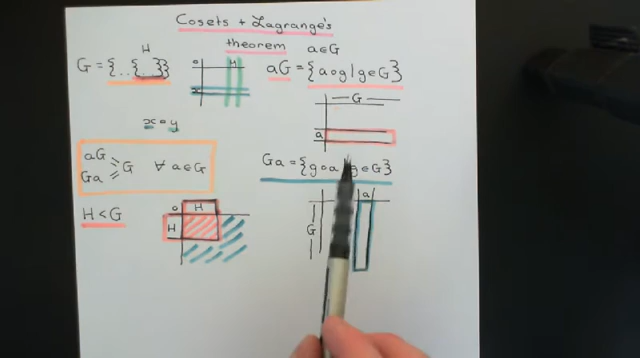 Cosets + Lagrange's
theorem
a∈G
H
G = {..{...}}
o
H
x
aG = {a∘g|g∈G}
G
a
x∘y
aG = G
Ga = G
∀ a∈G
Ga = {g∘a|g∈G}
a
G
H<G
o
H
H